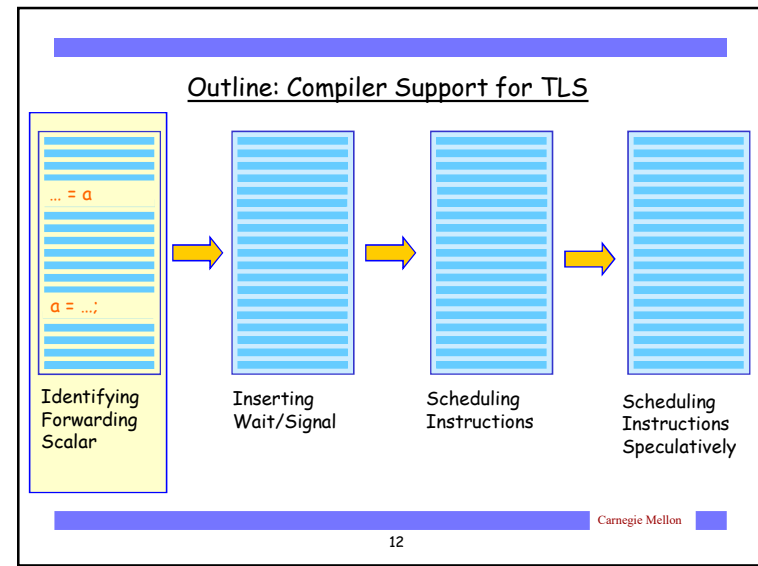 Outline: Compiler Support for TLS
... = a
a = ...;
Identifying
Forwarding
Scalar
Inserting
Wait/Signal
Scheduling
Instructions
Scheduling
Instructions
Speculatively
Carnegie Mellon
12